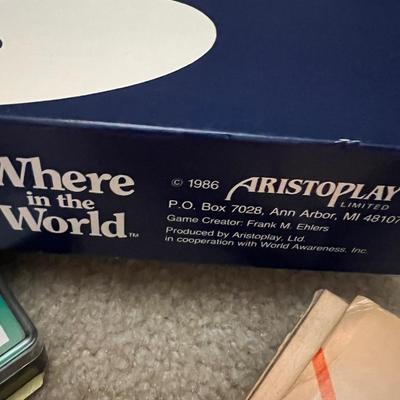 Where
in the
World™
© 1986 ARISTOPLAY
LIMITED
P.O. Box 7028, Ann Arbor, MI 48107
Game Creator: Frank M. Ehlers
Produced by Aristoplay, Ltd.
in cooperation with World Awareness, Inc.